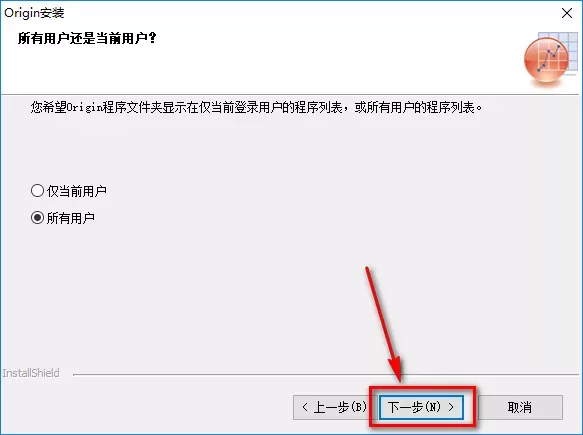 Origin安装
所有用户还是当前用户?
您希望Origin程序文件夹显示在仅当前登录用户的程序列表，或所有用户的程序列表。
仅当前用户
所有用户
InstallShield
< 上一步(B)
下一步(N) >
取消